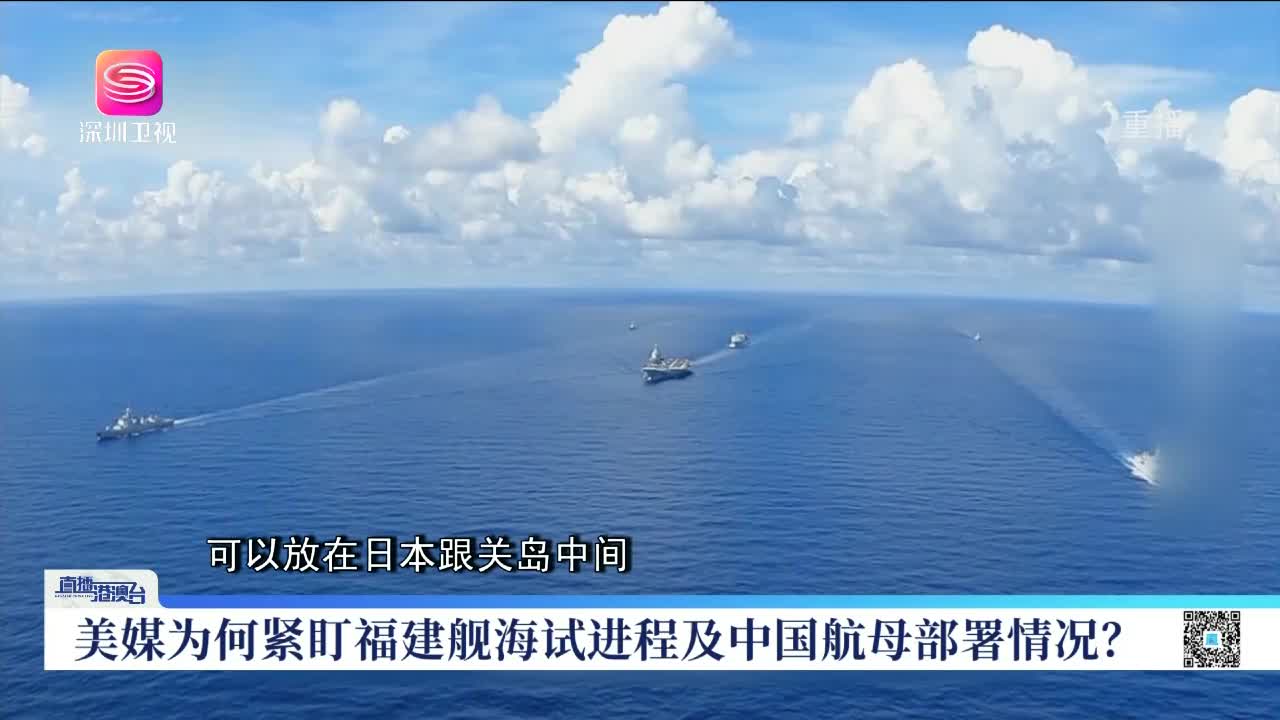 深圳卫视
重播
可以放在日本跟关岛中间
直播港澳台
美媒为何紧盯福建舰海试进程及中国航母部署情况?